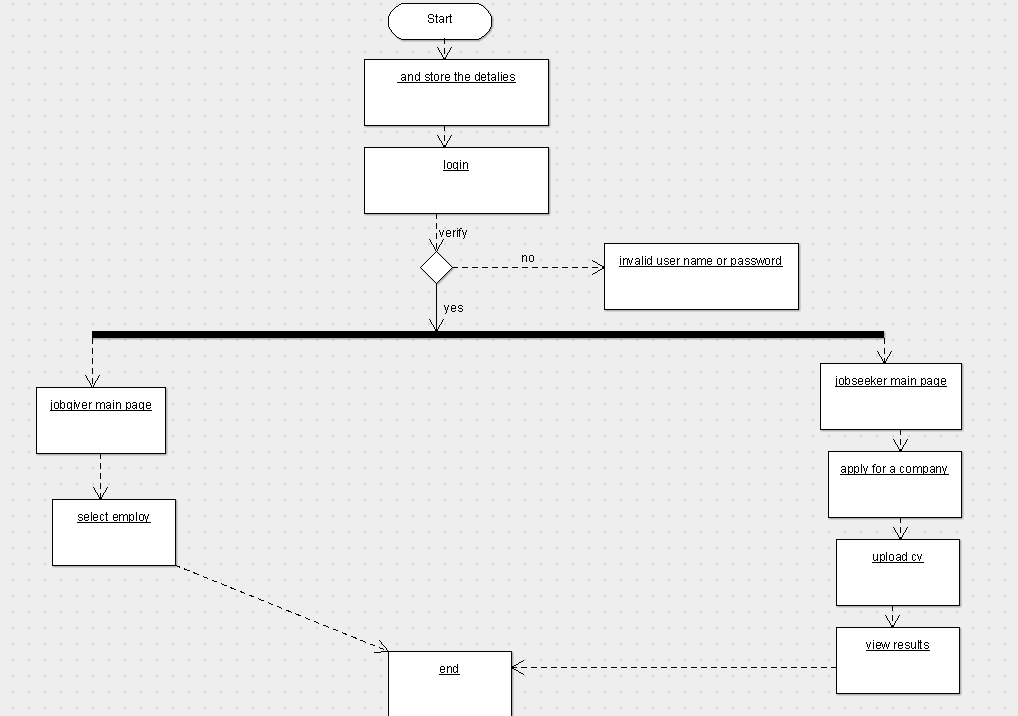 Start
and store the detalies
login
verify
no
invalid user name or password
yes
jobgiver main page
jobseeker main page
apply for a company
select employ
upload cv
view results
end